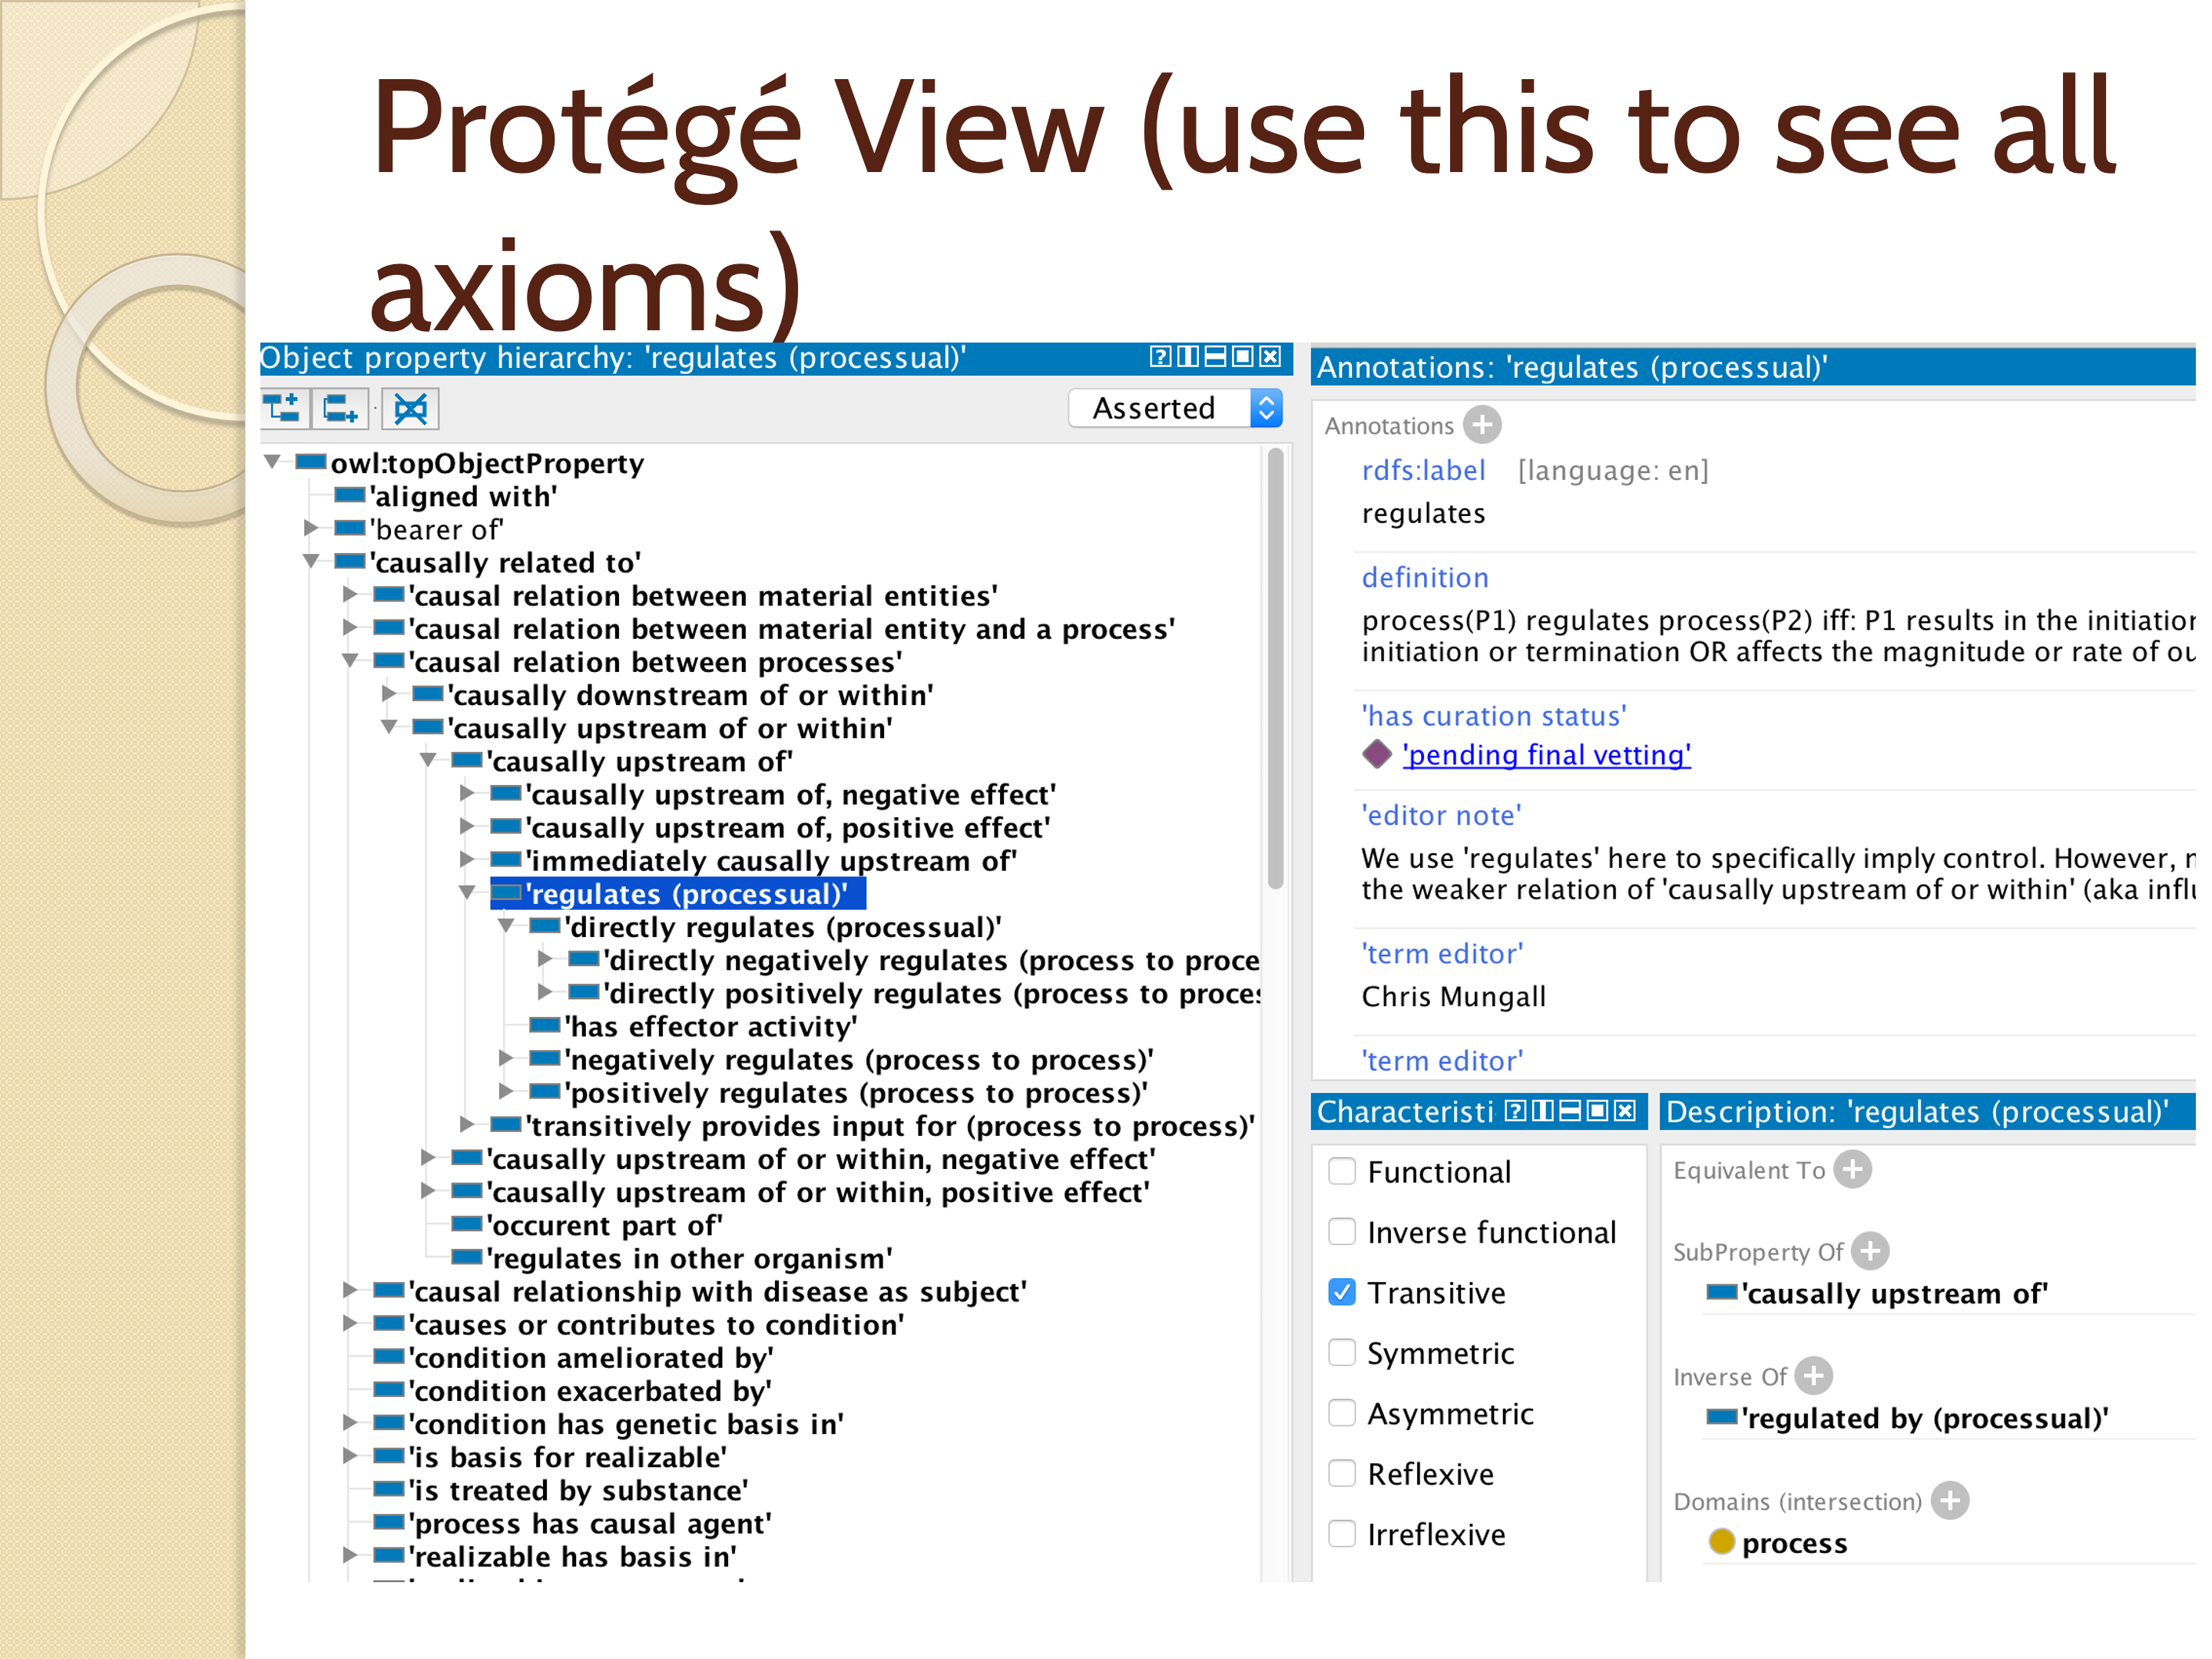 Protégé View (use this to see all
axioms)
Object property hierarchy: 'regulates (processual)'
Asserted
owl:topObjectProperty
'aligned with'
'bearer of'
'causally related to'
'causal relation between material entities'
'causal relation between material entity and a process'
'causal relation between processes'
'causally downstream of or within'
'causally upstream of or within'
'causally upstream of'
'causally upstream of, negative effect'
'causally upstream of, positive effect'
'immediately causally upstream of'
'regulates (processual)'
'directly regulates (processual)'
'directly negatively regulates (process to proce
'directly positively regulates (process to proces
'has effector activity'
'negatively regulates (process to process)'
'positively regulates (process to process)'
'transitively provides input for (process to process)'
'causally upstream of or within, negative effect'
'causally upstream of or within, positive effect'
'occurent part of'
'regulates in other organism'
'causal relationship with disease as subject'
'causes or contributes to condition'
'condition ameliorated by'
'condition exacerbated by'
'condition has genetic basis in'
'is basis for realizable'
'is treated by substance'
'process has causal agent'
'realizable has basis in'
Annotations: 'regulates (processual)'
Annotations
rdfs:label [language: en]
regulates
definition
process(P1) regulates process(P2) iff: P1 results in the initiation
initiation or termination OR affects the magnitude or rate of ou
'has curation status'
'pending final vetting'
'editor note'
We use 'regulates' here to specifically imply control. However,
the weaker relation of 'causally upstream of or within' (aka influ
'term editor'
Chris Mungall
'term editor'
Characteristi
Functional
Inverse functional
Transitive
Symmetric
Asymmetric
Reflexive
Irreflexive
Description: 'regulates (processual)'
Equivalent To
SubProperty Of
'causally upstream of'
Inverse Of
'regulated by (processual)'
Domains (intersection)
process